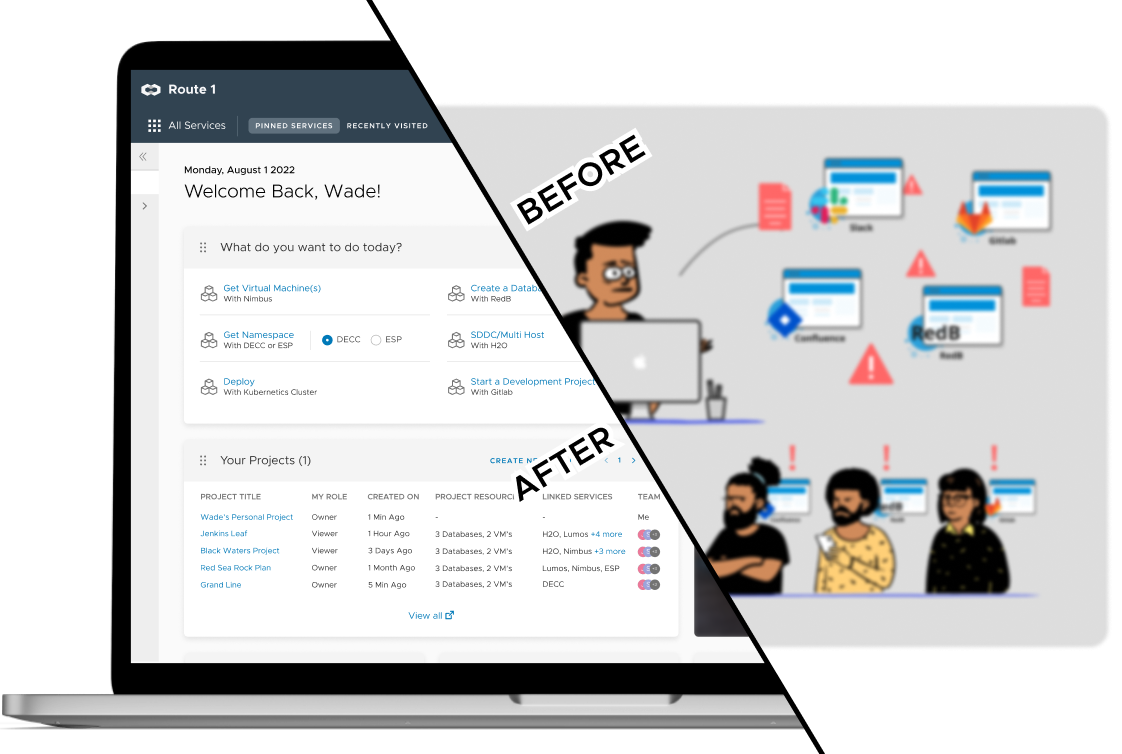 Route 1
All Services
PINNED SERVICES
RECENTLY VISITED
Monday, August 1 2022
Welcome Back, Wade!
What do you want to do today?
Get Virtual Machine(s)
With Nimbus
Create a Datab
With RedB
Get Namespace
With DECC or ESP
DECC
ESP
SDDC/Multi Host
With H2O
Deploy
With Kubernetics Cluster
Start a Development Project
With Gitlab
Your Projects (1)
CREATE NE
1
PROJECT TITLE MY ROLE CREATED ON PROJECT RESOURC LINKED SERVICES TEAM
Wade's Personal Project Owner 1 Min Ago - - Me
Jenkins Leaf Viewer 1 Hour Ago 3 Databases, 2 VM's H2O, Lumos +4 more
Black Waters Project Viewer 3 Days Ago 3 Databases, 2 VM's H2O, Nimbus +3 more
Red Sea Rock Plan Owner 1 Month Ago 3 Databases, 2 VM's Lumos, Nimbus, ESP
Grand Line Owner 5 Min Ago 3 Databases, 2 VM's DECC
View all
BEFORE
AFTER
Slack
Gitlab
Confluence
RedB
RedB